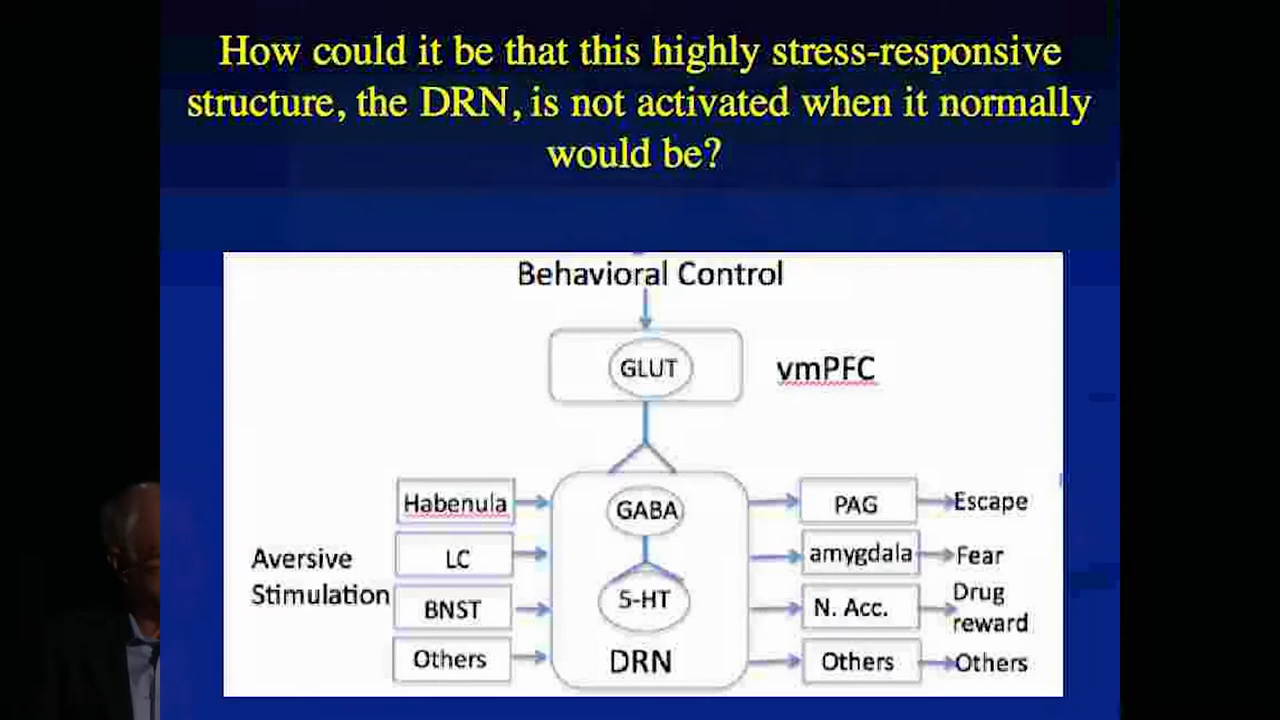 How could it be that this highly stress-responsive
structure, the DRN, is not activated when it normally
would be?
Behavioral Control
GLUT
vmPFC
Aversive
Stimulation
Habenula
LC
BNST
Others
GABA
5-HT
DRN
PAG
amygdala
N. Acc.
Others
Escape
Fear
Drug
reward
Others